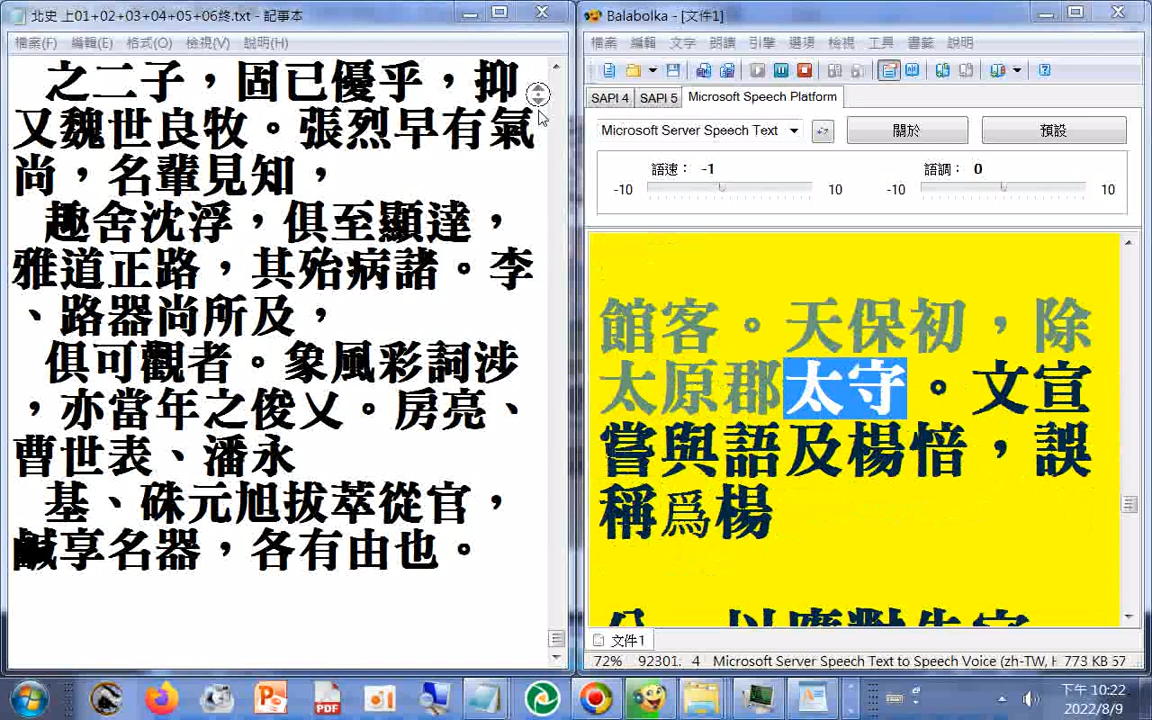 北史 上01+02+03+04+05+06終.txt - 記事本
檔案(F) 編輯(E) 格式(O) 檢視(V) 說明(H)
之二子，固已優乎，抑
又魏世良牧。張烈早有氣
尚，名輩見知，
趣舍沈浮，俱至顯達，
雅道正路，其殆病諸。李
、路器尚所及，
俱可觀者。象風彩詞涉
，亦當年之俊乂。房亮、
曹世表、潘永
基、硃元旭拔萃從官，
鹹享名器，各有由也。
Balabolka - [文件1]
檔案 編輯 文字 朗讀 引擎 選項 檢視 工具 書籤 說明
SAPI 4 SAPI 5 Microsoft Speech Platform
Microsoft Server Speech Text 關於 預設
語速： -1 語調： 0
-10 10 -10 10
館客。天保初，除
太原郡太守。文宣
嘗與語及楊愔，誤
稱爲楊
公，以應對失宜
文件1
72% 92301. 4 Microsoft Server Speech Text to Speech Voice (zh-TW, H 773 KB 57
下午 10:22
2022/8/9